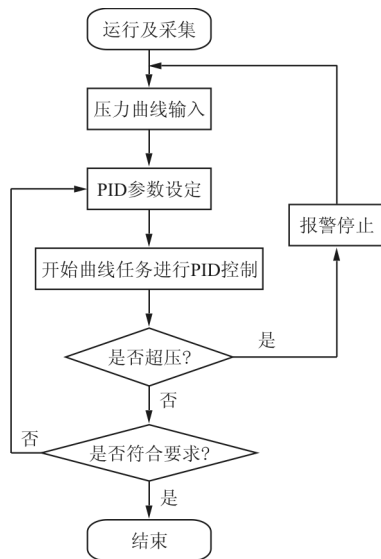 运行及采集
压力曲线输入
PID参数设定
报警停止
开始曲线任务进行PID控制
是否超压?
是
否
否
是否符合要求?
是
结束